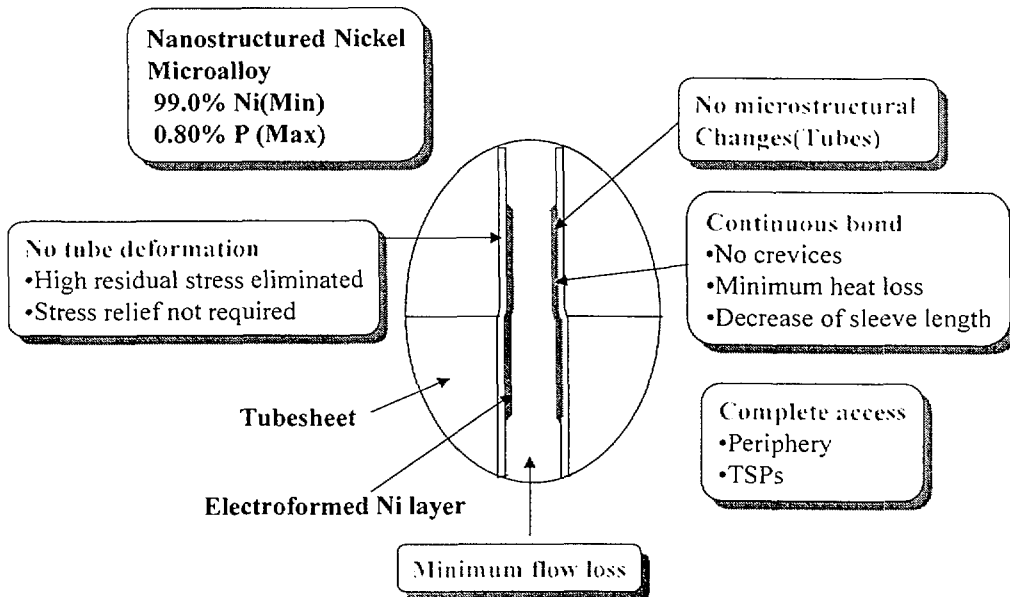 Nanostructured Nickel
Microalloy
99.0% Ni(Min)
0.80% P (Max)
No microstructural
Changes(Tubes)
No tube deformation
•High residual stress eliminated
•Stress relief not required
Continuous bond
•No crevices
•Minimum heat loss
•Decrease of sleeve length
Tubesheet
Complete access
•Periphery
•TSPs
Electroformed Ni layer
Minimum flow loss